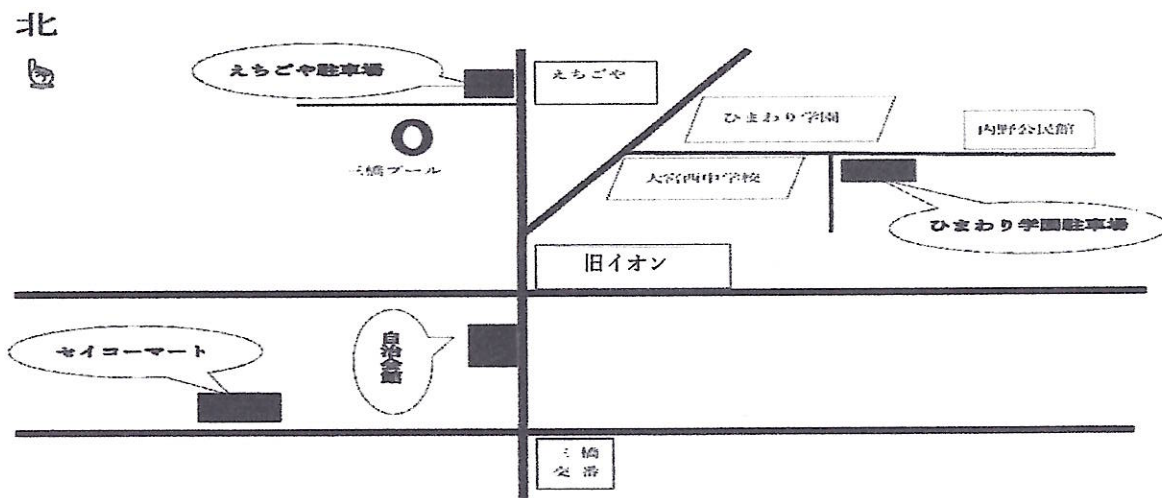 北
えちごや駐車場
えちごや
ひまわり学園
内野公民館
三橋プール
大宮西中学校
ひまわり学園駐車場
旧イオン
自治会館
セイコーマート
三橋
交番